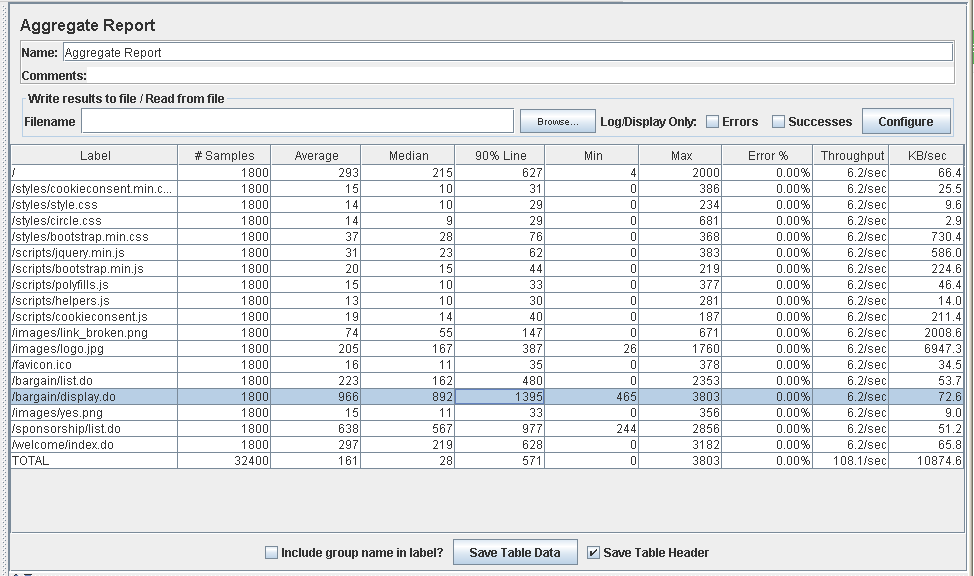 Aggregate Report
Name: Aggregate Report
Comments:
Write results to file / Read from file
Filename Browse... Log/Display Only: Errors Successes Configure
Label # Samples Average Median 90% Line Min Max Error % Throughput KB/sec
/ 1800 293 215 627 4 2000 0.00% 6.2/sec 66.4
/styles/cookieconsent.min.c... 1800 15 10 31 0 386 0.00% 6.2/sec 25.5
/styles/style.css 1800 14 10 29 0 234 0.00% 6.2/sec 9.6
/styles/circle.css 1800 14 9 29 0 681 0.00% 6.2/sec 2.9
/styles/bootstrap.min.css 1800 37 28 76 0 368 0.00% 6.2/sec 730.4
/scripts/jquery.min.js 1800 31 23 62 0 383 0.00% 6.2/sec 586.0
/scripts/bootstrap.min.js 1800 20 15 44 0 219 0.00% 6.2/sec 224.6
/scripts/polyfills.js 1800 15 10 33 0 377 0.00% 6.2/sec 46.4
/scripts/helpers.js 1800 13 10 30 0 281 0.00% 6.2/sec 14.0
/scripts/cookieconsent.js 1800 19 14 40 0 187 0.00% 6.2/sec 211.4
/images/link_broken.png 1800 74 55 147 0 671 0.00% 6.2/sec 2008.6
/images/logo.jpg 1800 205 167 387 26 1760 0.00% 6.2/sec 6947.3
/favicon.ico 1800 16 11 35 0 378 0.00% 6.2/sec 34.5
/bargain/list.do 1800 223 162 480 0 2353 0.00% 6.2/sec 53.7
/bargain/display.do 1800 966 892 1395 465 3803 0.00% 6.2/sec 72.6
/images/yes.png 1800 15 11 33 0 356 0.00% 6.2/sec 9.0
/sponsorship/list.do 1800 638 567 977 244 2856 0.00% 6.2/sec 51.2
/welcome/index.do 1800 297 219 628 0 3182 0.00% 6.2/sec 65.8
TOTAL 32400 161 28 571 0 3803 0.00% 108.1/sec 10874.6
Include group name in label? Save Table Data Save Table Header